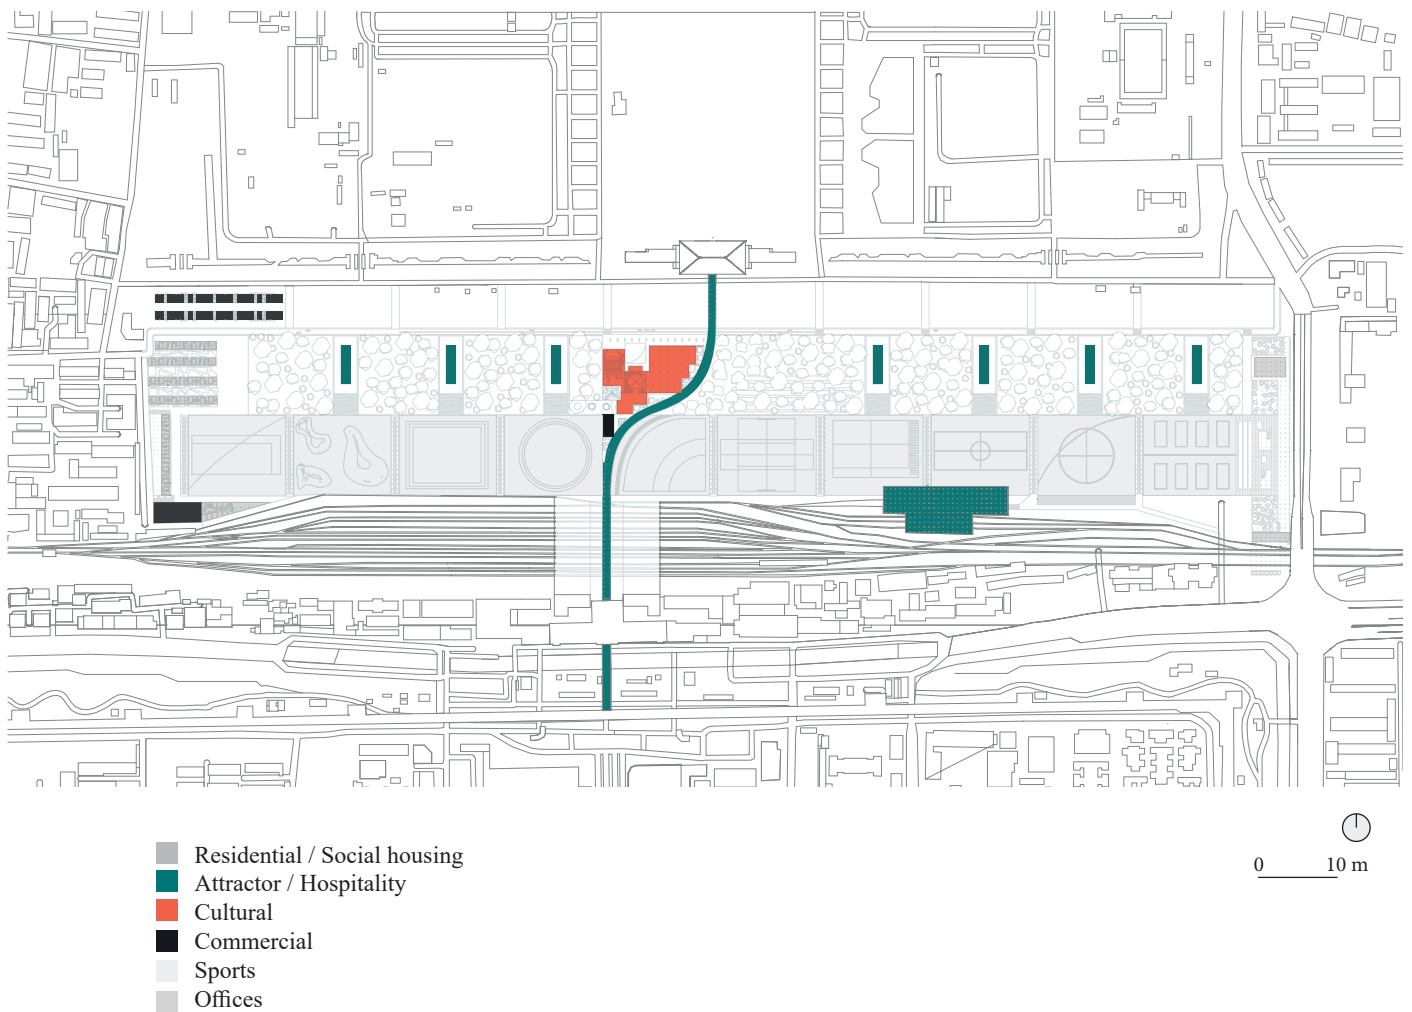 0 10 m
Residential / Social housing
Attractor / Hospitality
Cultural
Commercial
Sports
Offices